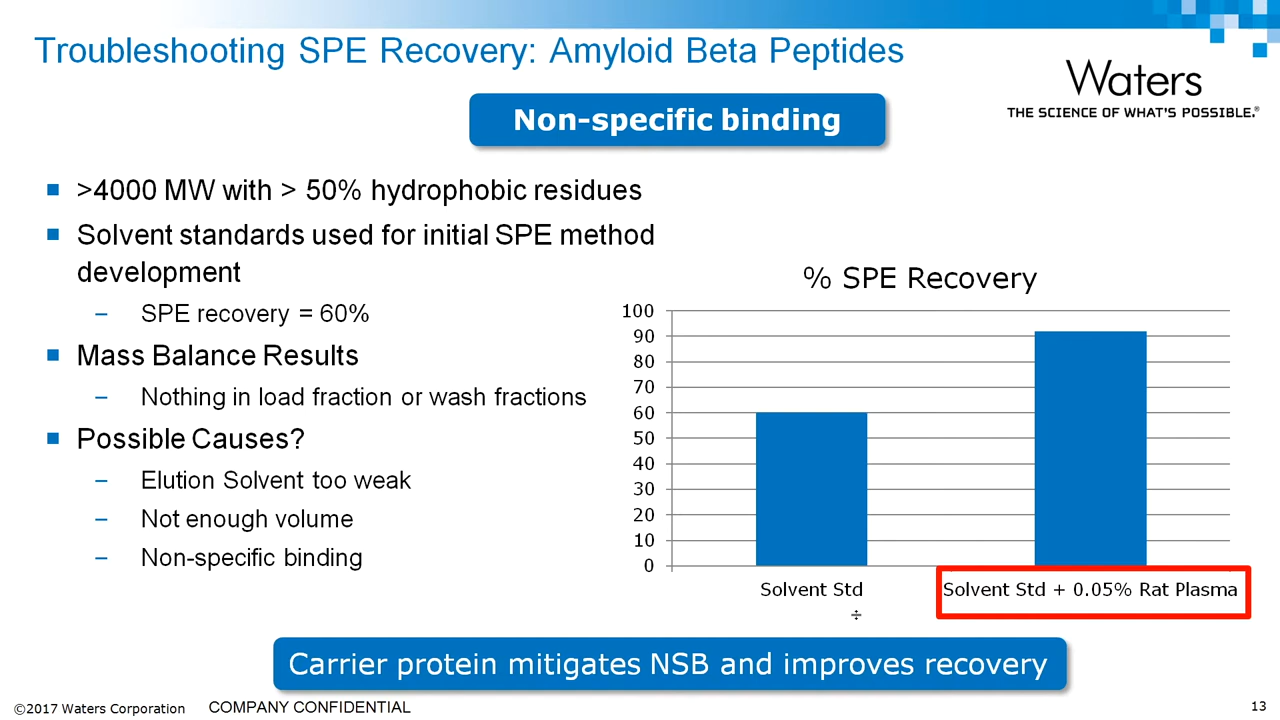 Troubleshooting SPE Recovery: Amyloid Beta Peptides
Waters
THE SCIENCE OF WHAT'S POSSIBLE.®
Non-specific binding
>4000 MW with > 50% hydrophobic residues
Solvent standards used for initial SPE method
development
– SPE recovery = 60%
Mass Balance Results
– Nothing in load fraction or wash fractions
Possible Causes?
– Elution Solvent too weak
– Not enough volume
– Non-specific binding
% SPE Recovery
100
90
80
70
60
50
40
30
20
10
0
Solvent Std
Solvent Std + 0.05% Rat Plasma
Carrier protein mitigates NSB and improves recovery
©2017 Waters Corporation COMPANY CONFIDENTIAL
13